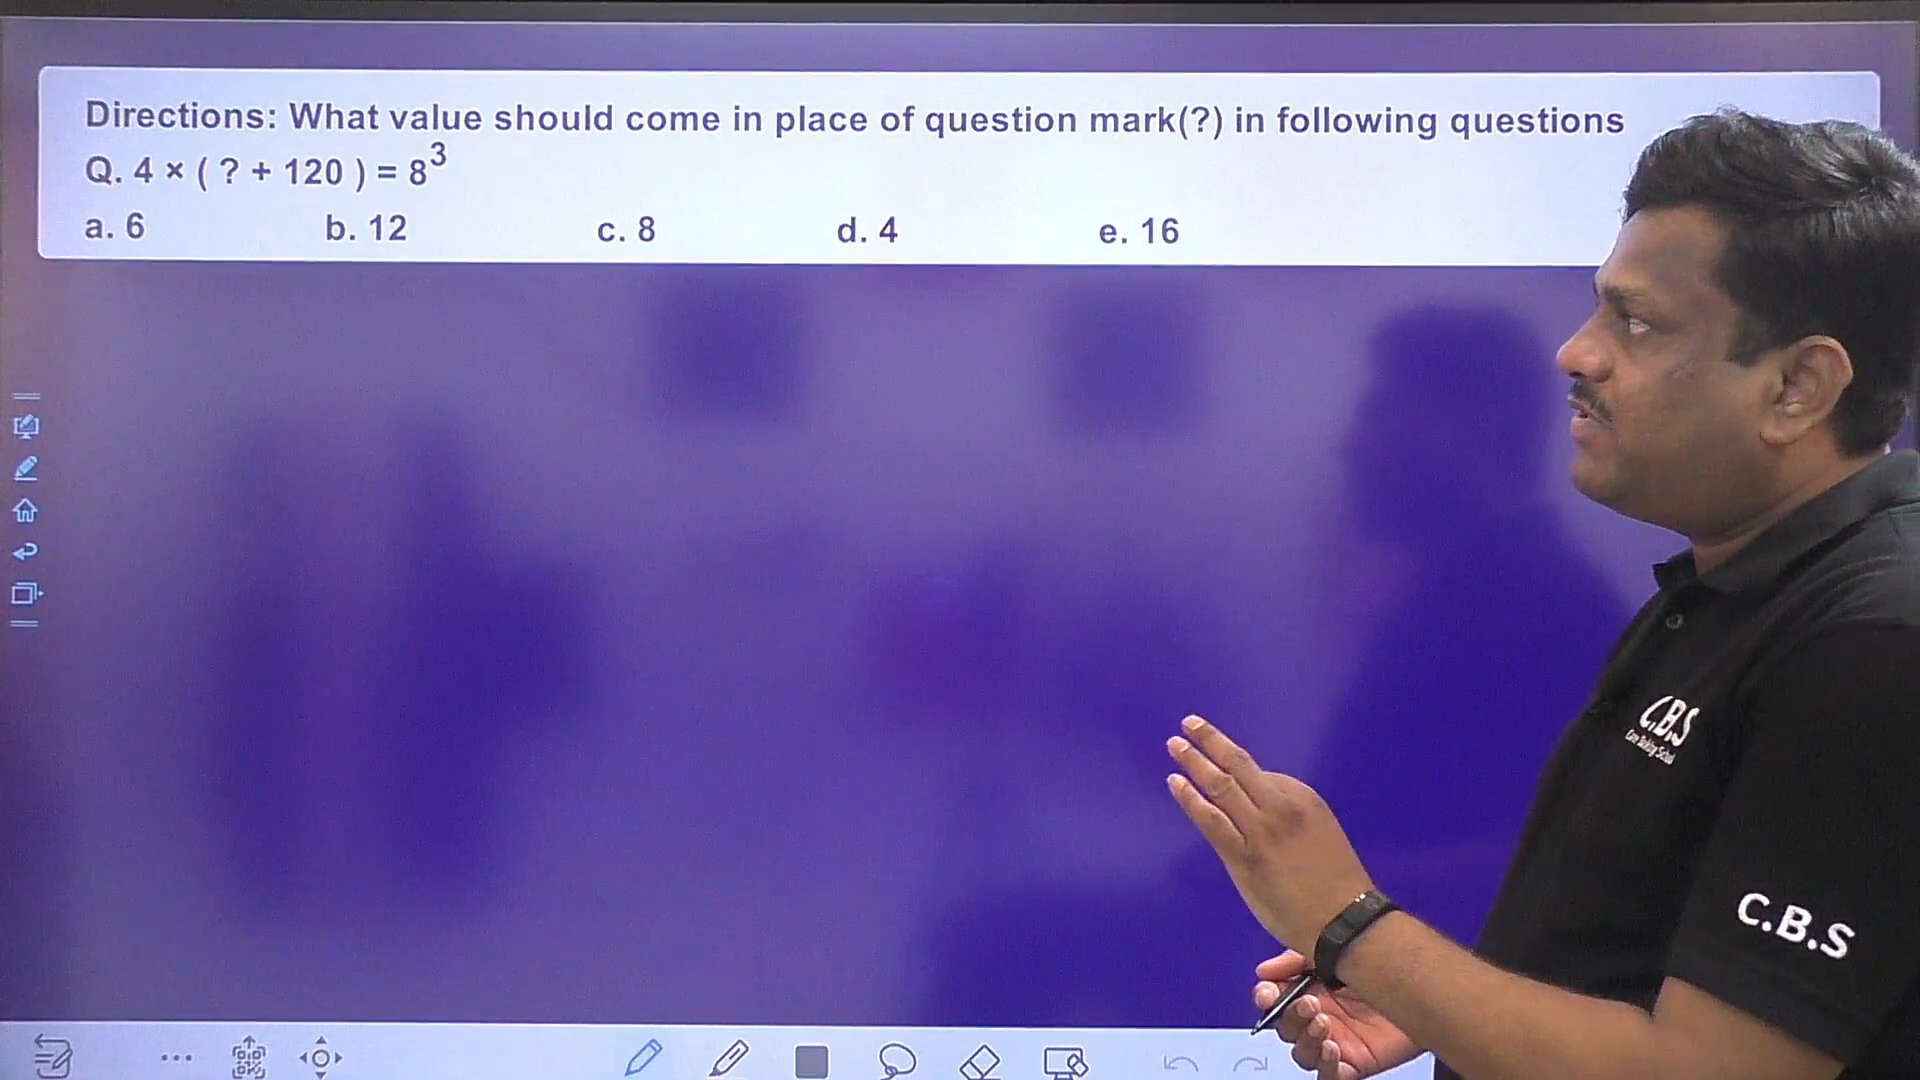 Directions: What value should come in place of question mark(?) in following questions
Q. 4 × ( ? + 120 ) = 8³
a. 6 b. 12 c. 8 d. 4 e. 16
C.B.S
C.B.S